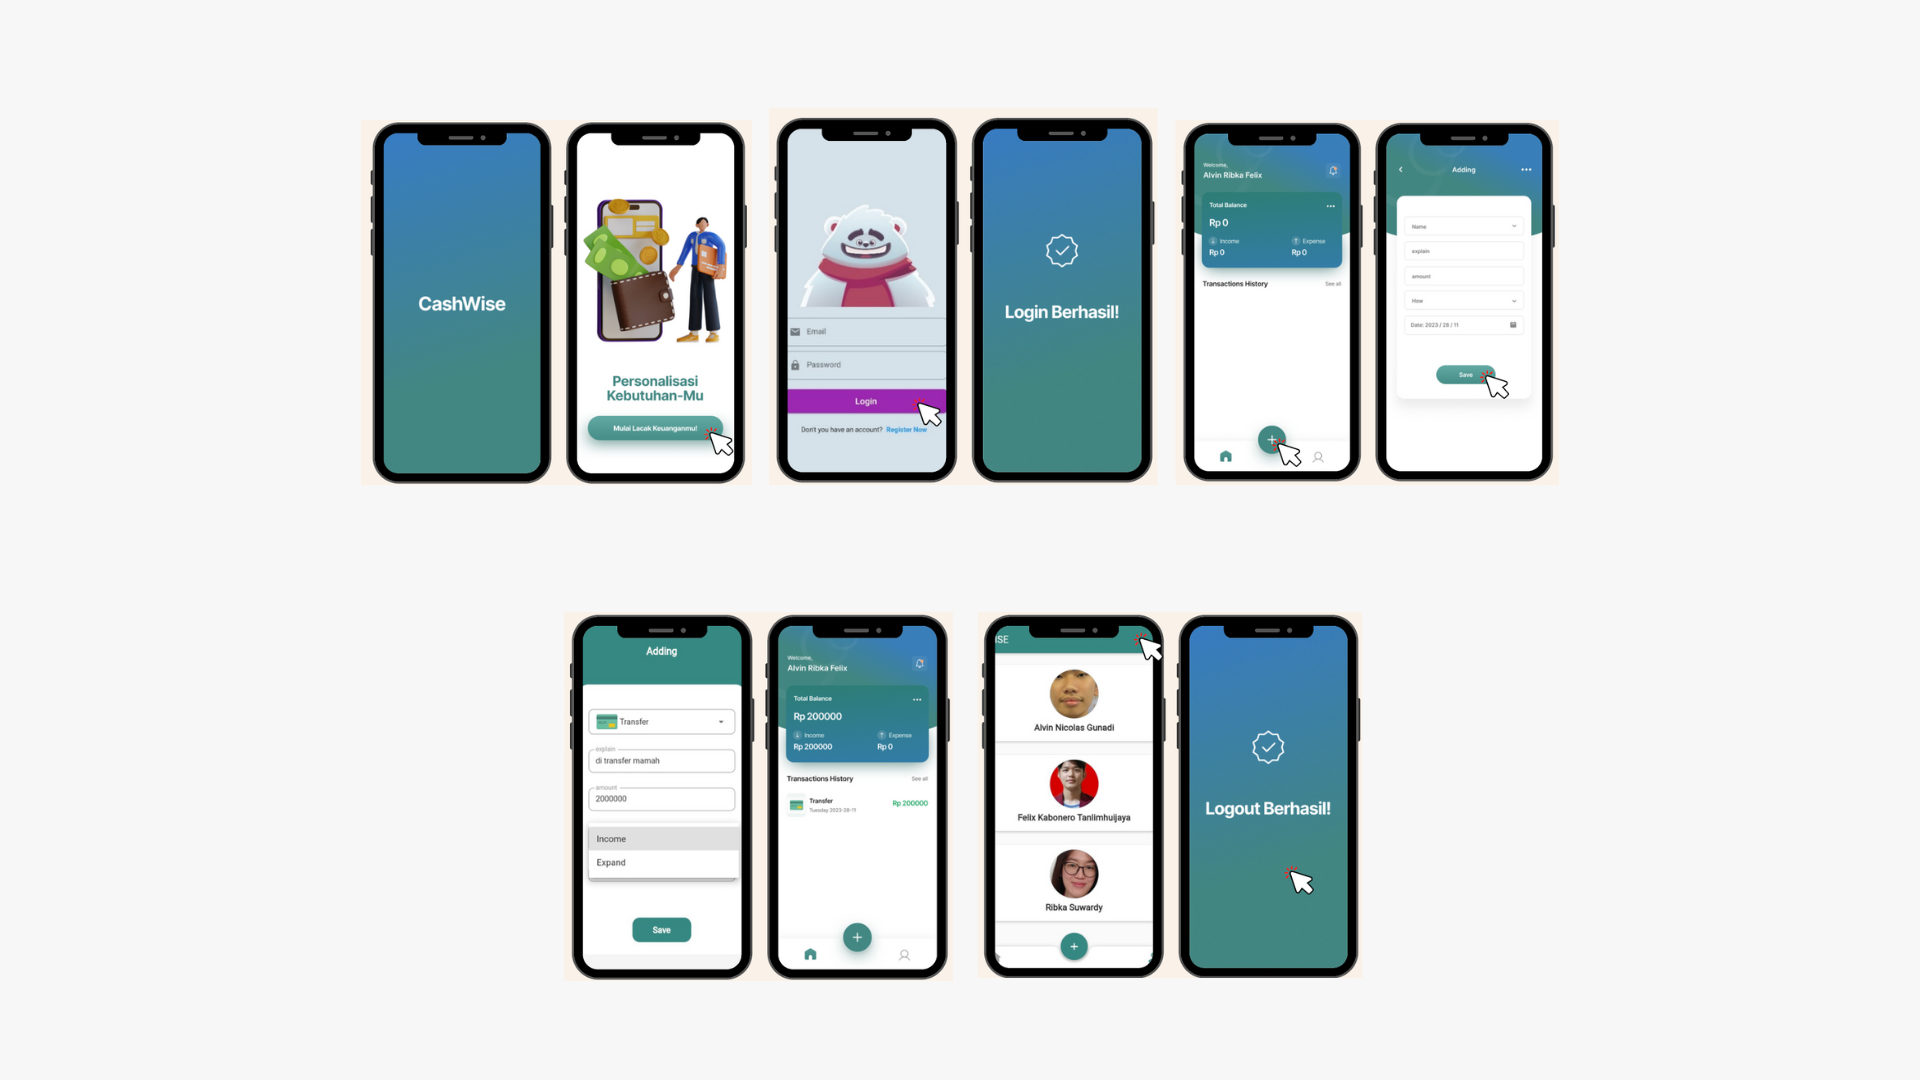 CashWise
Personalisasi
Kebutuhan-Mu
Mulai Lacak Keuanganmu!
Email
Password
Login
Don't you have an account? Register Now
Login Berhasil!
Welcome,
Alvin Ribka Felix
Total Balance
Rp 0
Income
Expense
Rp 0
Rp 0
Transactions History
See all
Adding
Name
explain
amount
How
Date: 2023 / 28 / 11
Save
Adding
Transfer
explain
di transfer mamah
amount
2000000
Income
Expand
Save
Welcome,
Alvin Ribka Felix
Total Balance
Rp 200000
Income
Expense
Rp 200000
Rp 0
Transactions History
See all
Transfer
Rp 200000
Tuesday 2023-28-11
ISE
Alvin Nicolas Gunadi
Felix Kabonero Tanlimhuijaya
Ribka Suwardy
Logout Berhasil!